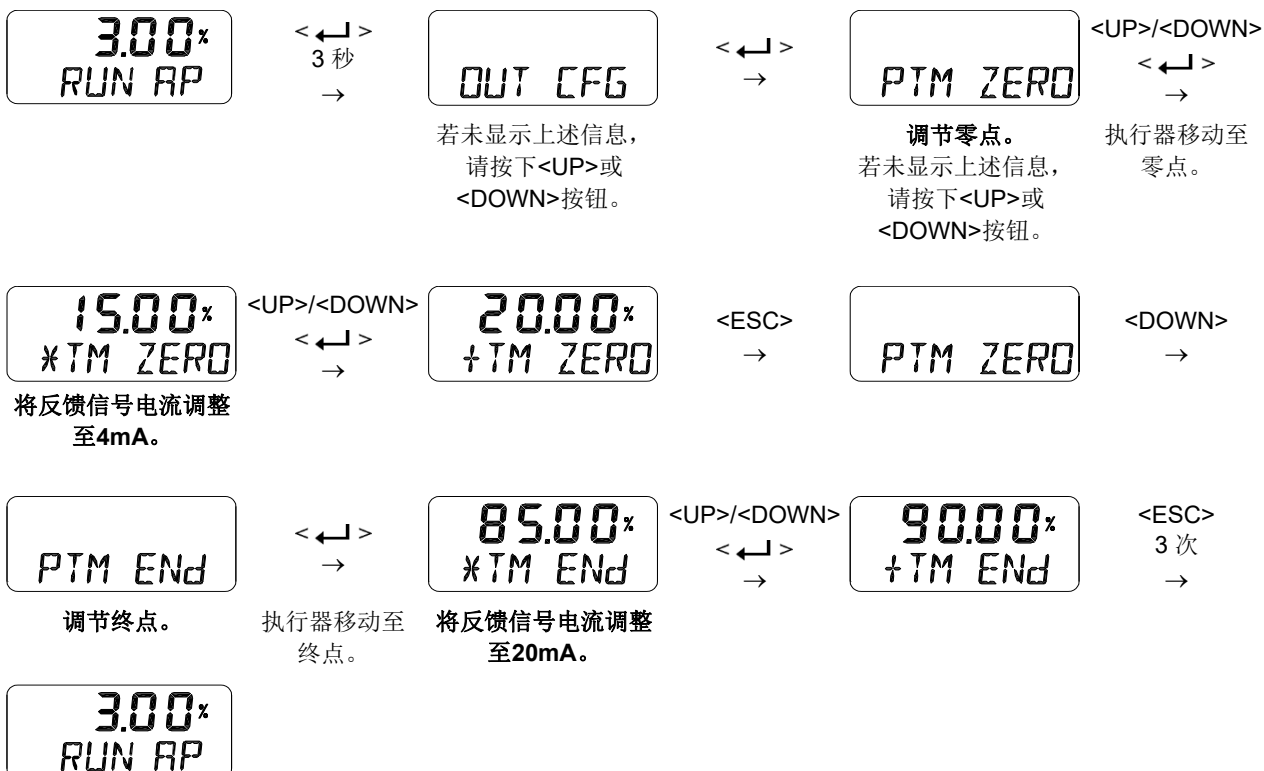 3.00%
RUN AP
< ↵ >
3 秒
→
OUT CFG
若未显示上述信息，
请按下<UP>或
<DOWN>按钮。
< ↵ >
→
PTM ZERO
调节零点。
若未显示上述信息，
请按下<UP>或
<DOWN>按钮。
<UP>/<DOWN>
< ↵ >
→
执行器移动至
零点。
15.00%
*TM ZERO
将反馈信号电流调整
至4mA。
<UP>/<DOWN>
< ↵ >
→
20.00%
+TM ZERO
<ESC>
→
PTM ZERO
<DOWN>
→
PTM ENd
调节终点。
< ↵ >
→
执行器移动至
终点。
85.00%
*TM ENd
将反馈信号电流调整
至20mA。
<UP>/<DOWN>
< ↵ >
→
90.00%
+TM ENd
<ESC>
3 次
→
3.00%
RUN AP